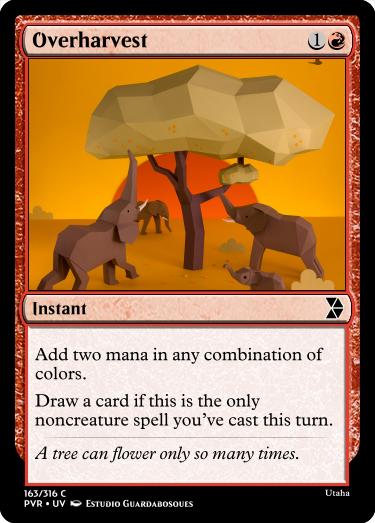 Overharvest 1
Instant
Add two mana in any combination of
colors.
Draw a card if this is the only
noncreature spell you've cast this turn.
A tree can flower only so many times.
163/316 C
PVR • UV Estudio Guardabosques
Utaha